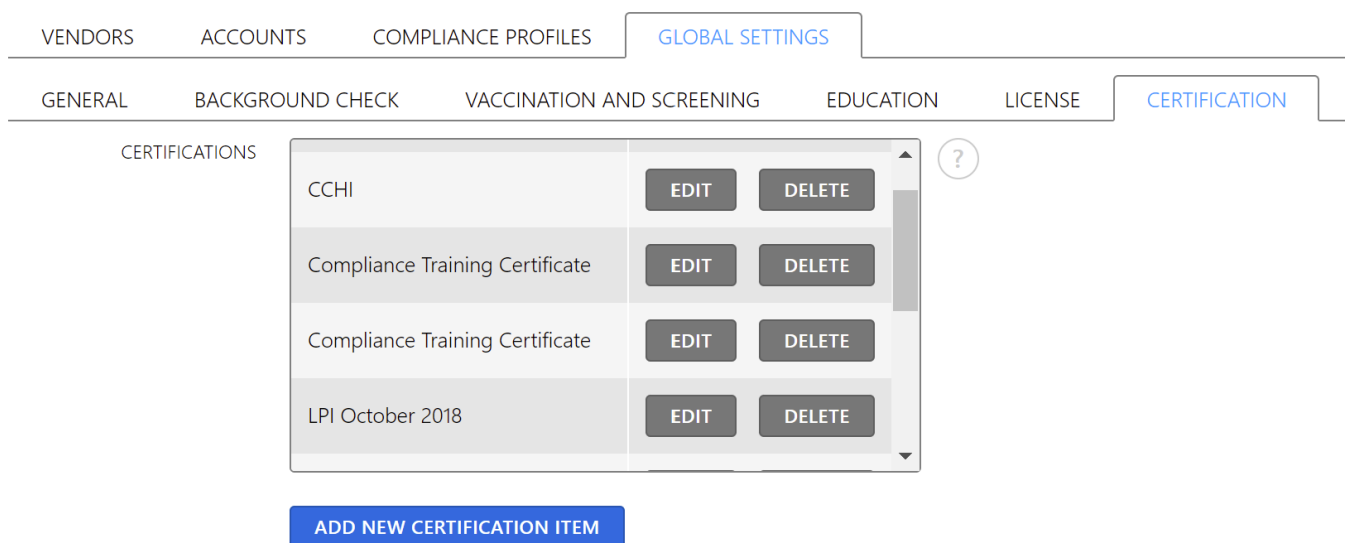 VENDORS ACCOUNTS COMPLIANCE PROFILES GLOBAL SETTINGS
GENERAL BACKGROUND CHECK VACCINATION AND SCREENING EDUCATION LICENSE CERTIFICATION
CERTIFICATIONS ?
CCHI EDIT DELETE
Compliance Training Certificate EDIT DELETE
Compliance Training Certificate EDIT DELETE
LPI October 2018 EDIT DELETE
ADD NEW CERTIFICATION ITEM